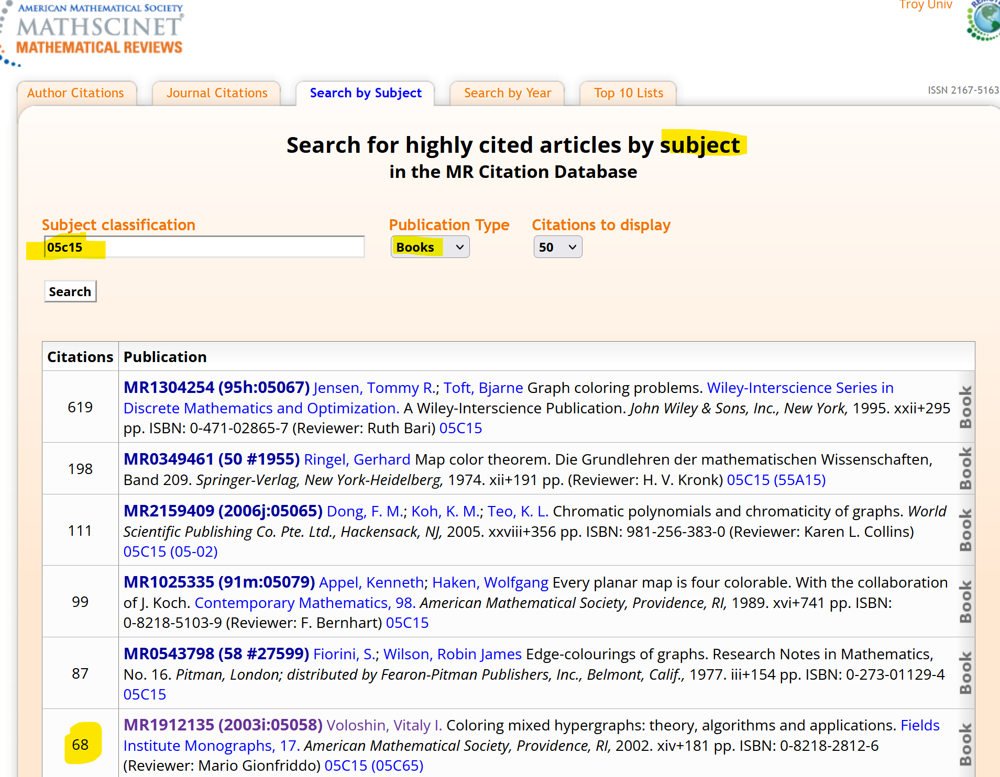 Troy Univ
AMERICAN MATHEMATICAL SOCIETY
MATHSCINET®
MATHEMATICAL REVIEWS
Author Citations
Journal Citations
Search by Subject
Search by Year
Top 10 Lists
ISSN 2167-5163
Search for highly cited articles by subject
in the MR Citation Database
Subject classification
Publication Type
Citations to display
05c15
Books
50
Search
Citations
Publication
619
MR1304254 (95h:05067) Jensen, Tommy R.; Toft, Bjarne Graph coloring problems. Wiley-Interscience Series in
Discrete Mathematics and Optimization. A Wiley-Interscience Publication. John Wiley & Sons, Inc., New York, 1995. xxii+295
pp. ISBN: 0-471-02865-7 (Reviewer: Ruth Bari) 05C15
Book
198
MR0349461 (50 #1955) Ringel, Gerhard Map color theorem. Die Grundlehren der mathematischen Wissenschaften,
Band 209. Springer-Verlag, New York-Heidelberg, 1974. xii+191 pp. (Reviewer: H. V. Kronk) 05C15 (55A15)
Book
111
MR2159409 (2006j:05065) Dong, F. M.; Koh, K. M.; Teo, K. L. Chromatic polynomials and chromaticity of graphs. World
Scientific Publishing Co. Pte. Ltd., Hackensack, NJ, 2005. xxviii+356 pp. ISBN: 981-256-383-0 (Reviewer: Karen L. Collins)
05C15 (05-02)
Book
99
MR1025335 (91m:05079) Appel, Kenneth; Haken, Wolfgang Every planar map is four colorable. With the collaboration
of J. Koch. Contemporary Mathematics, 98. American Mathematical Society, Providence, RI, 1989. xvi+741 pp. ISBN:
0-8218-5103-9 (Reviewer: F. Bernhart) 05C15
Book
87
MR0543798 (58 #27599) Fiorini, S.; Wilson, Robin James Edge-colourings of graphs. Research Notes in Mathematics,
No. 16. Pitman, London; distributed by Fearon-Pitman Publishers, Inc., Belmont, Calif., 1977. iii+154 pp. ISBN: 0-273-01129-4
05C15
Book
68
MR1912135 (2003i:05058) Voloshin, Vitaly I. Coloring mixed hypergraphs: theory, algorithms and applications. Fields
Institute Monographs, 17. American Mathematical Society, Providence, RI, 2002. xiv+181 pp. ISBN: 0-8218-2812-6
(Reviewer: Mario Gionfriddo) 05C15 (05C65)
Book